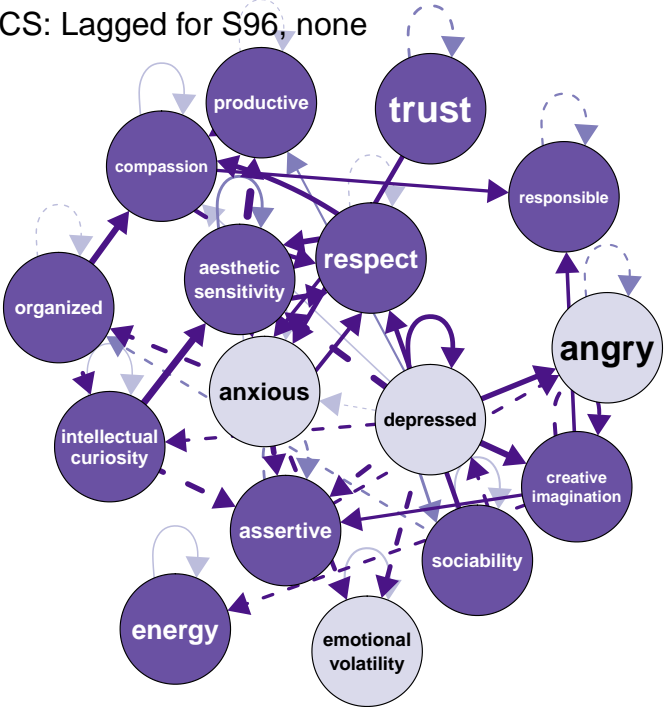 CS: Lagged for S96, none
productive
trust
compassion
responsible
aesthetic
sensitivity
respect
organized
angry
anxious
depressed
intellectual
curiosity
creative
imagination
assertive
sociability
energy
emotional
volatility